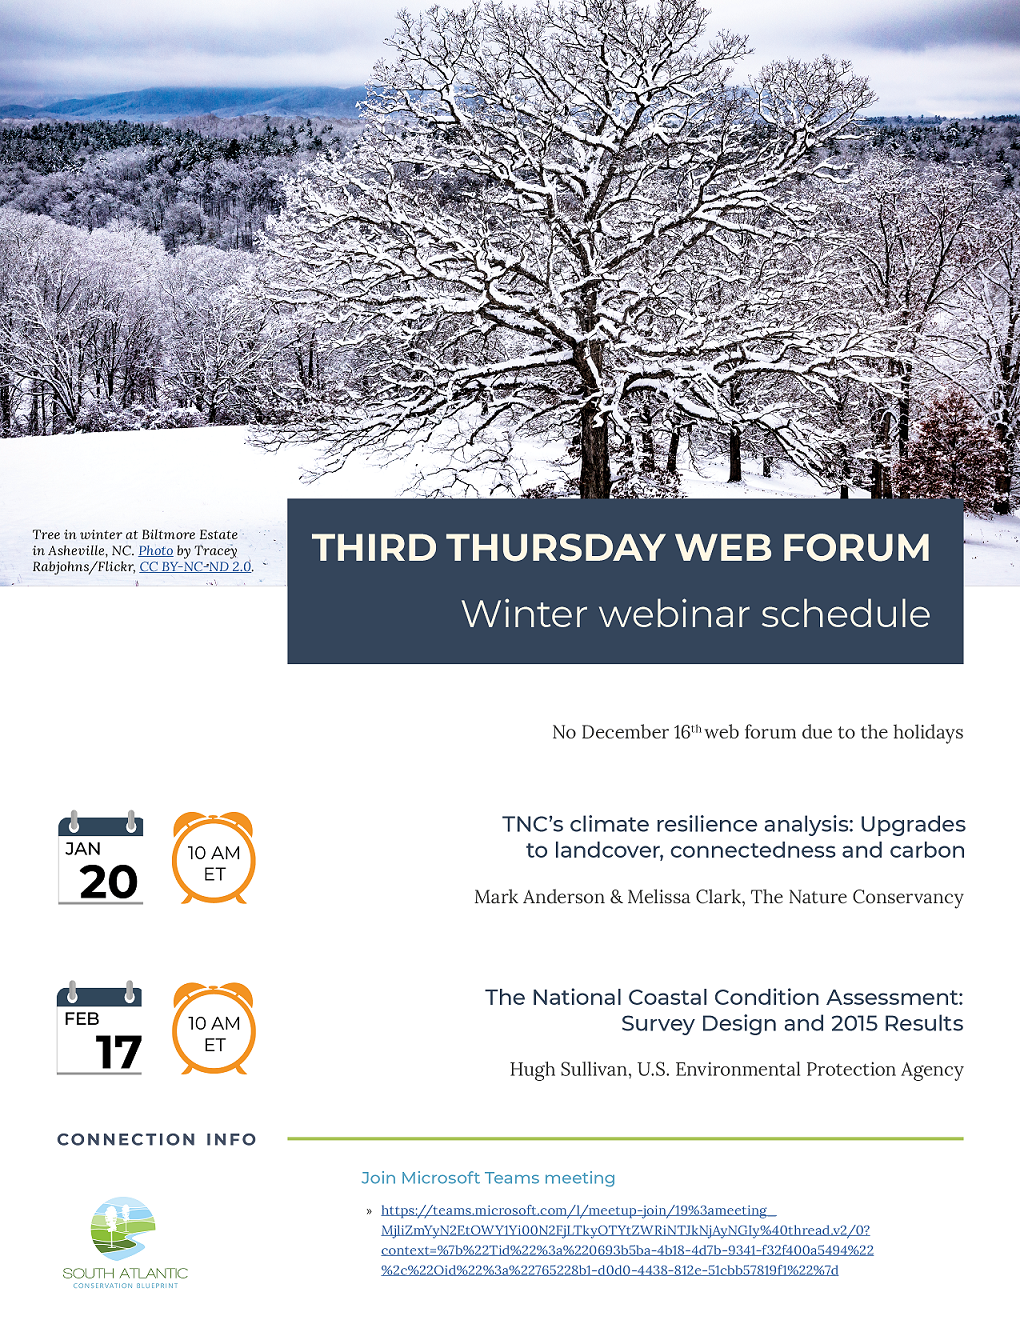 Tree in winter at Biltmore Estate
in Asheville, NC. Photo by Tracey
Rabjohns/Flickr, CC BY-NC-ND 2.0.
THIRD THURSDAY WEB FORUM
Winter webinar schedule
No December 16th web forum due to the holidays
JAN
20
10 AM
ET
TNC's climate resilience analysis: Upgrades
to landcover, connectedness and carbon
Mark Anderson & Melissa Clark, The Nature Conservancy
FEB
17
10 AM
ET
The National Coastal Condition Assessment:
Survey Design and 2015 Results
Hugh Sullivan, U.S. Environmental Protection Agency
CONNECTION INFO
Join Microsoft Teams meeting
» https://teams.microsoft.com/l/meetup-join/19%3ameeting_
MjliZmYyN2EtOWY1Yi00N2FjLTkyOTYtZWRiNTJkNjAyNGIy%40thread.v2/0?
context=%7b%22Tid%22%3a%220693b5ba-4b18-4d7b-9341-f32f400a5494%22
%2c%22Oid%22%3a%22765228b1-d0d0-4438-812e-51cbb57819f1%22%7d
SOUTH ATLANTIC
CONSERVATION BLUEPRINT